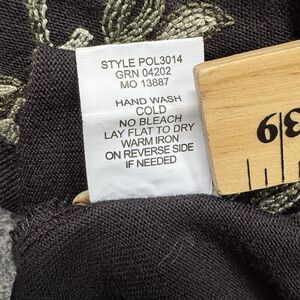 STYLE POL3014
GRN 04202
MO 13887
HAND WASH
COLD
NO BLEACH
LAY FLAT TO DRY
WARM IRON
ON REVERSE SIDE
IF NEEDED
39